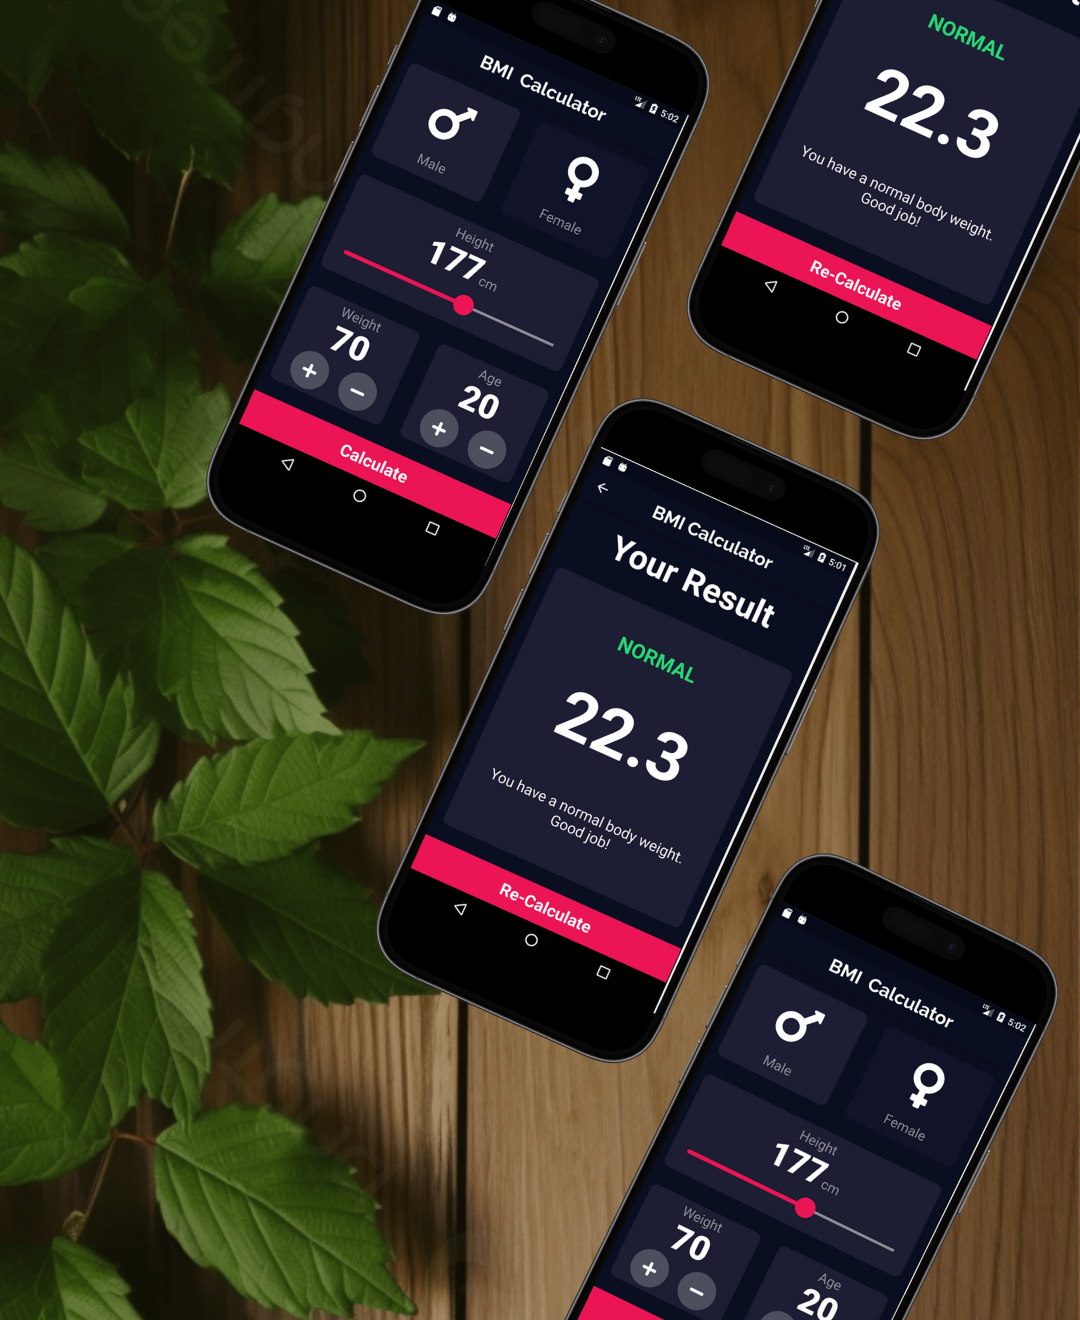 BMI Calculator
5:02
Male
Female
Height
177 cm
Weight
70
Age
20
Calculate
NORMAL
22.3
You have a normal body weight.
Good job!
Re-Calculate
5:01
BMI Calculator
Your Result
NORMAL
22.3
You have a normal body weight.
Good job!
Re-Calculate
5:02
BMI Calculator
Male
Female
Height
177 cm
Weight
70
Age
20